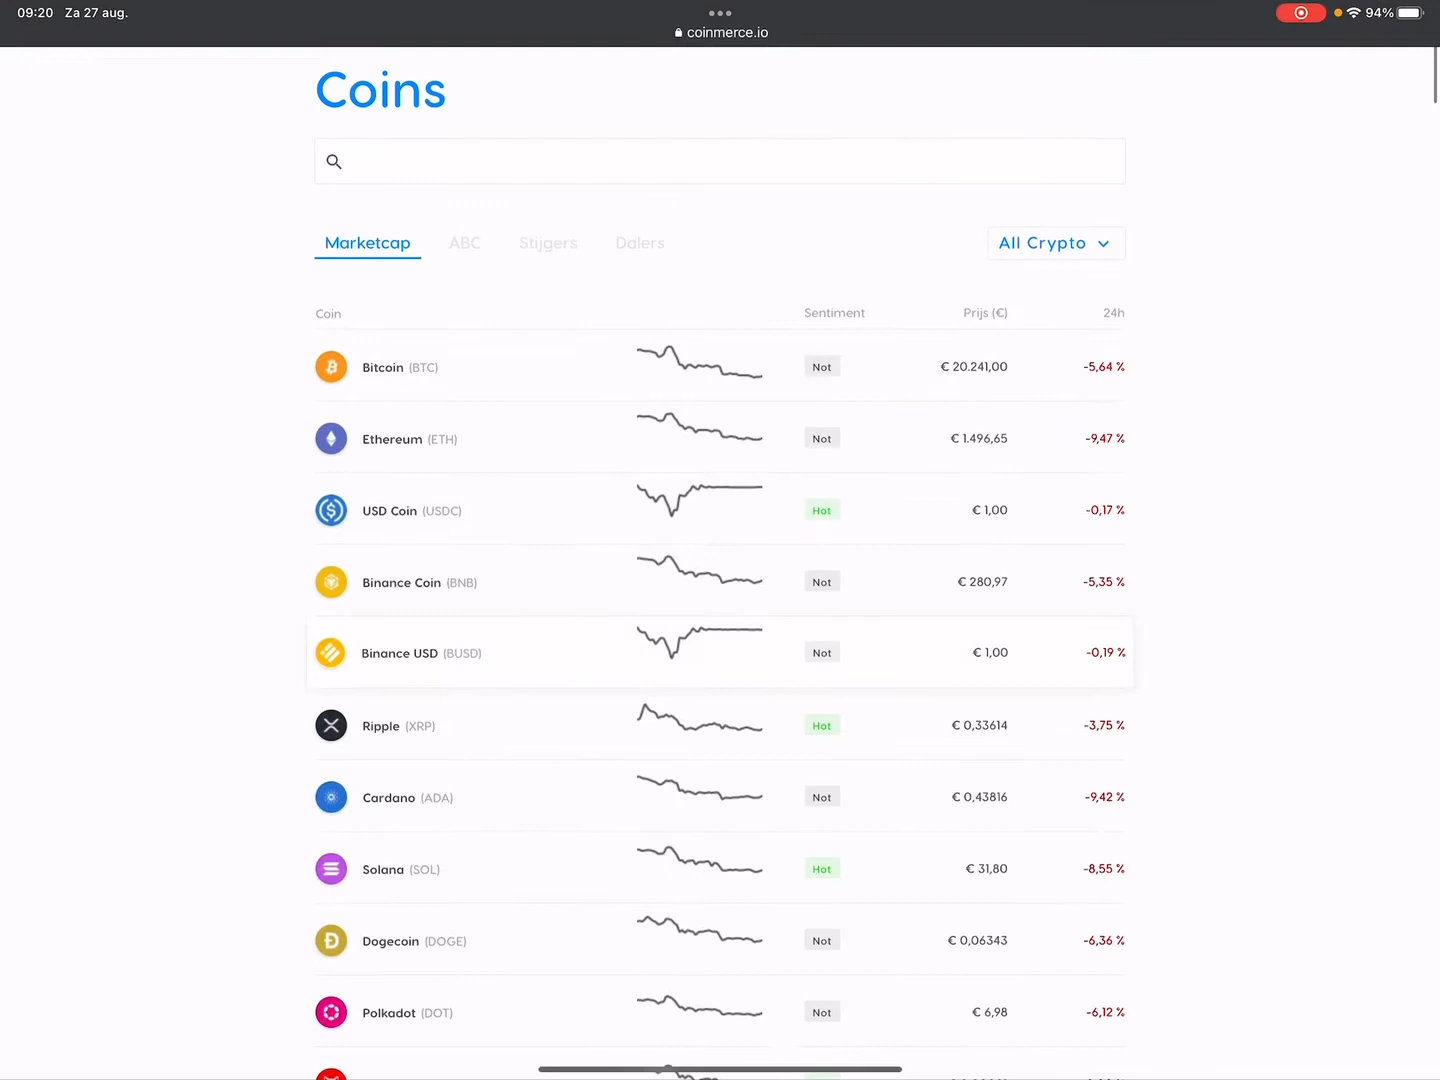 09:20 Za 27 aug.
94%
coinmerce.io
Coins
Marketcap ABC Stijgers Dalers All Crypto
Coin Sentiment Prijs (€) 24h
Bitcoin (BTC) Not € 20.241,00 -5,64 %
Ethereum (ETH) Not € 1.496,65 -9,47 %
USD Coin (USDC) Hot € 1,00 -0,17 %
Binance Coin (BNB) Not € 280,97 -5,35 %
Binance USD (BUSD) Not € 1,00 -0,19 %
Ripple (XRP) Hot € 0,33614 -3,75 %
Cardano (ADA) Not € 0,43816 -9,42 %
Solana (SOL) Hot € 31,80 -8,55 %
Dogecoin (DOGE) Not € 0,06343 -6,36 %
Polkadot (DOT) Not € 6,98 -6,12 %